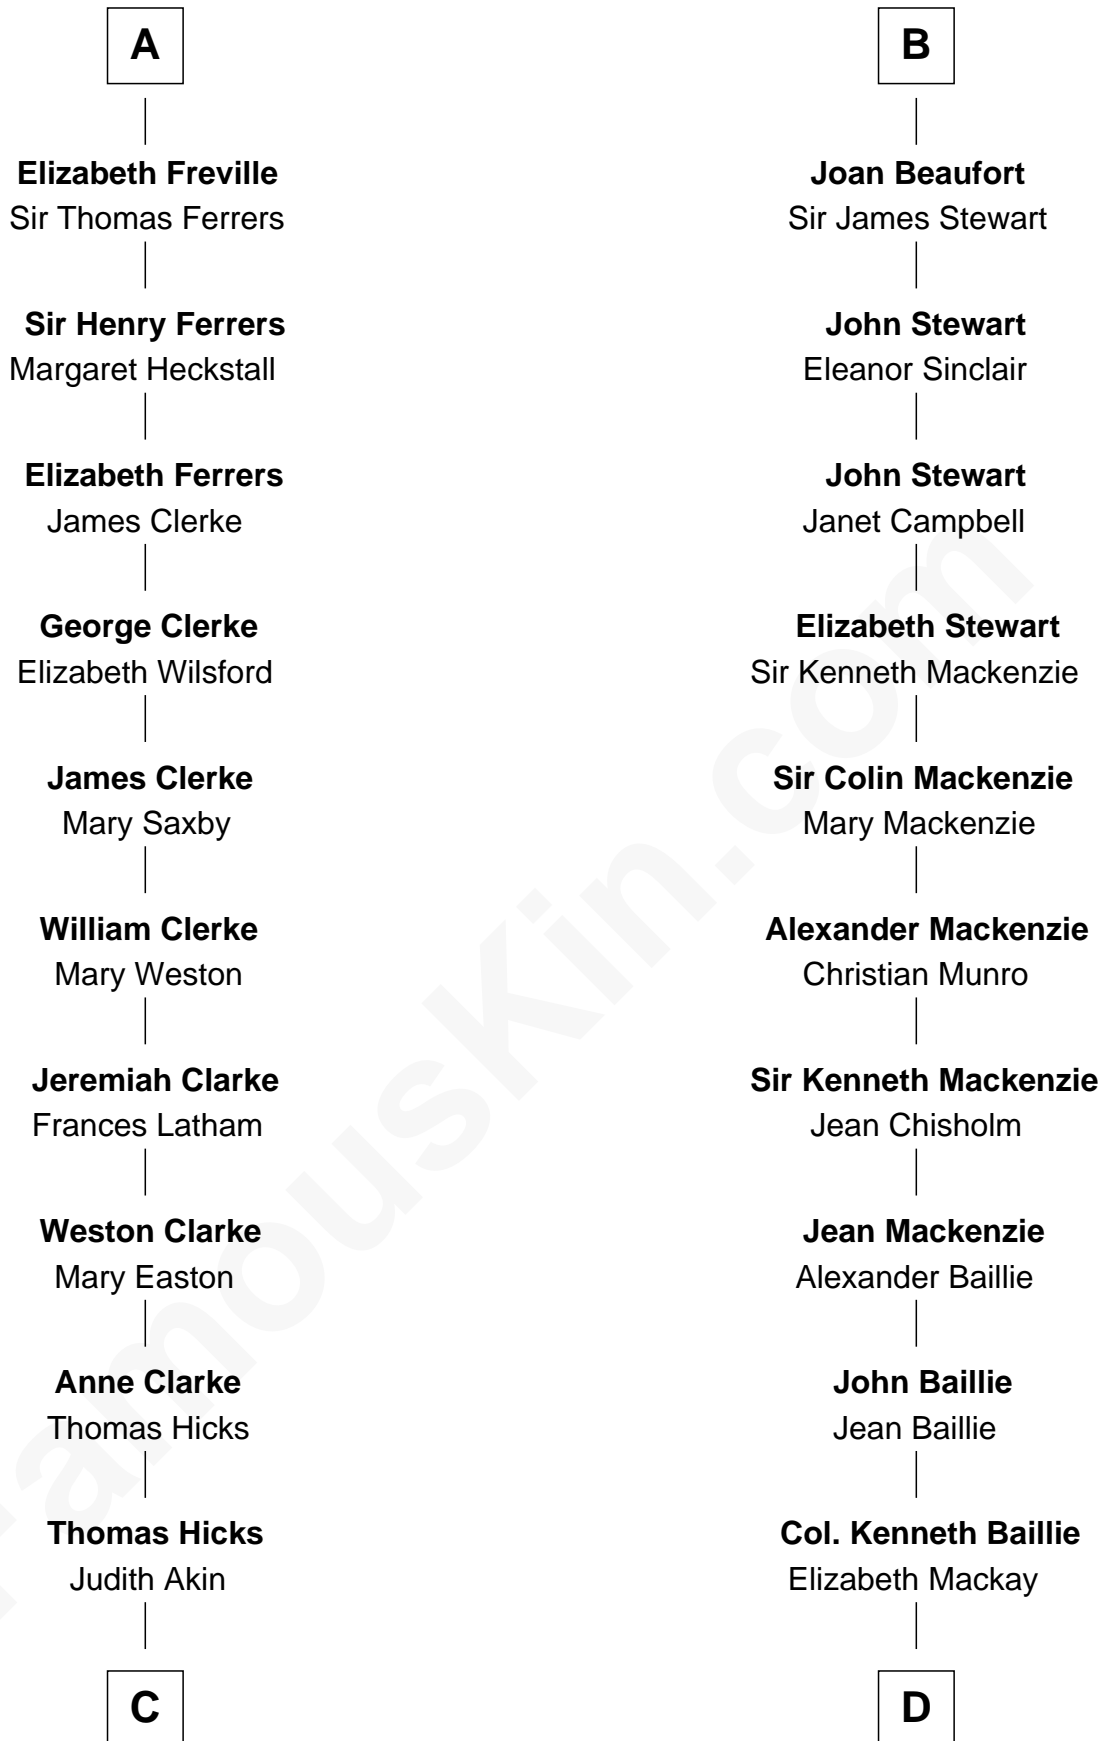 A
Elizabeth Freville
Sir Thomas Ferrers
Sir Henry Ferrers
Margaret Heckstall
Elizabeth Ferrers
James Clerke
George Clerke
Elizabeth Wilsford
James Clerke
Mary Saxby
William Clerke
Mary Weston
Jeremiah Clarke
Frances Latham
Weston Clarke
Mary Easton
Anne Clarke
Thomas Hicks
Thomas Hicks
Judith Akin
C
B
Joan Beaufort
Sir James Stewart
John Stewart
Eleanor Sinclair
John Stewart
Janet Campbell
Elizabeth Stewart
Sir Kenneth Mackenzie
Sir Colin Mackenzie
Mary Mackenzie
Alexander Mackenzie
Christian Munro
Sir Kenneth Mackenzie
Jean Chisholm
Jean Mackenzie
Alexander Baillie
John Baillie
Jean Baillie
Col. Kenneth Baillie
Elizabeth Mackay
D
FamousKin.com